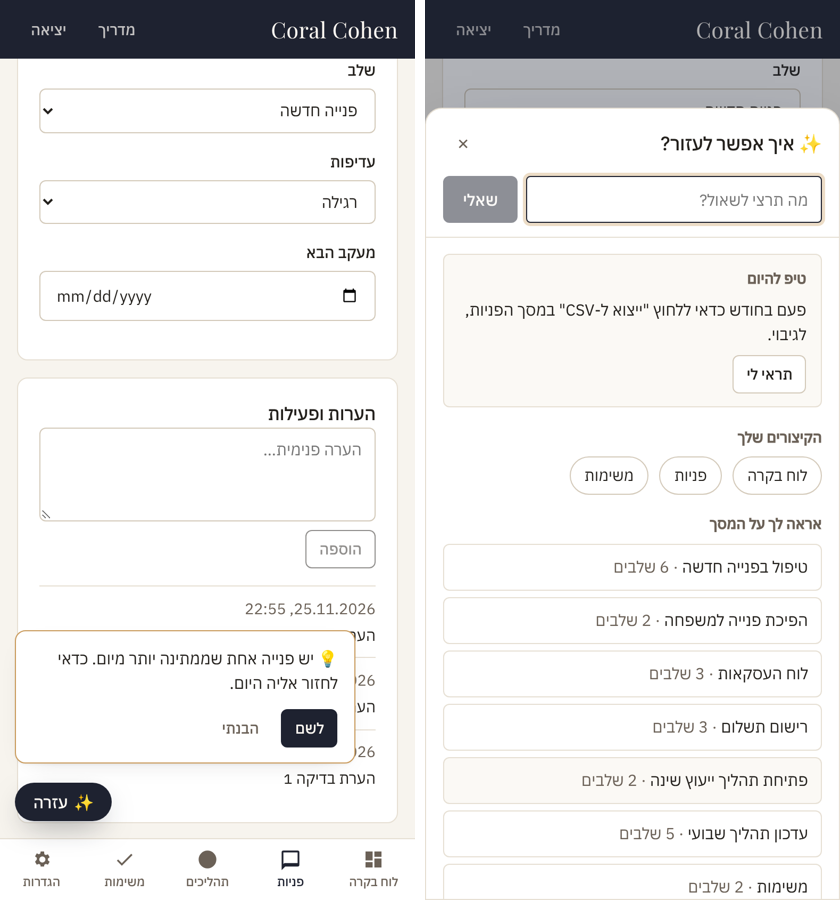 Coral Cohen
מדריך
יציאה
שלב
פנייה חדשה
עדיפות
רגילה
מעקב הבא
mm/dd/yyyy
הערות ופעילות
הערה פנימית...
הוספה
25.11.2026, 22:55
💡 יש פנייה אחת שממתינה יותר מיום. כדאי
לחזור אליה היום.
לשם
הבנתי
הערת בדיקה 1
✨ עזרה
לוח בקרה
פניות
תהליכים
משימות
הגדרות
Coral Cohen
מדריך
יציאה
שלב
✨ איך אפשר לעזור?
×
מה תרצי לשאול?
שאלי
טיפ להיום
פעם בחודש כדאי ללחוץ "ייצוא ל-CSV" במסך הפניות,
לגיבוי.
תראי לי
הקיצורים שלך
לוח בקרה
פניות
משימות
אראה לך על המסך
טיפול בפנייה חדשה · 6 שלבים
הפיכת פנייה למשפחה · 2 שלבים
לוח העסקאות · 3 שלבים
רישום תשלום · 3 שלבים
פתיחת תהליך ייעוץ שינה · 2 שלבים
עדכון תהליך שבועי · 5 שלבים
משימות · 2 שלבים